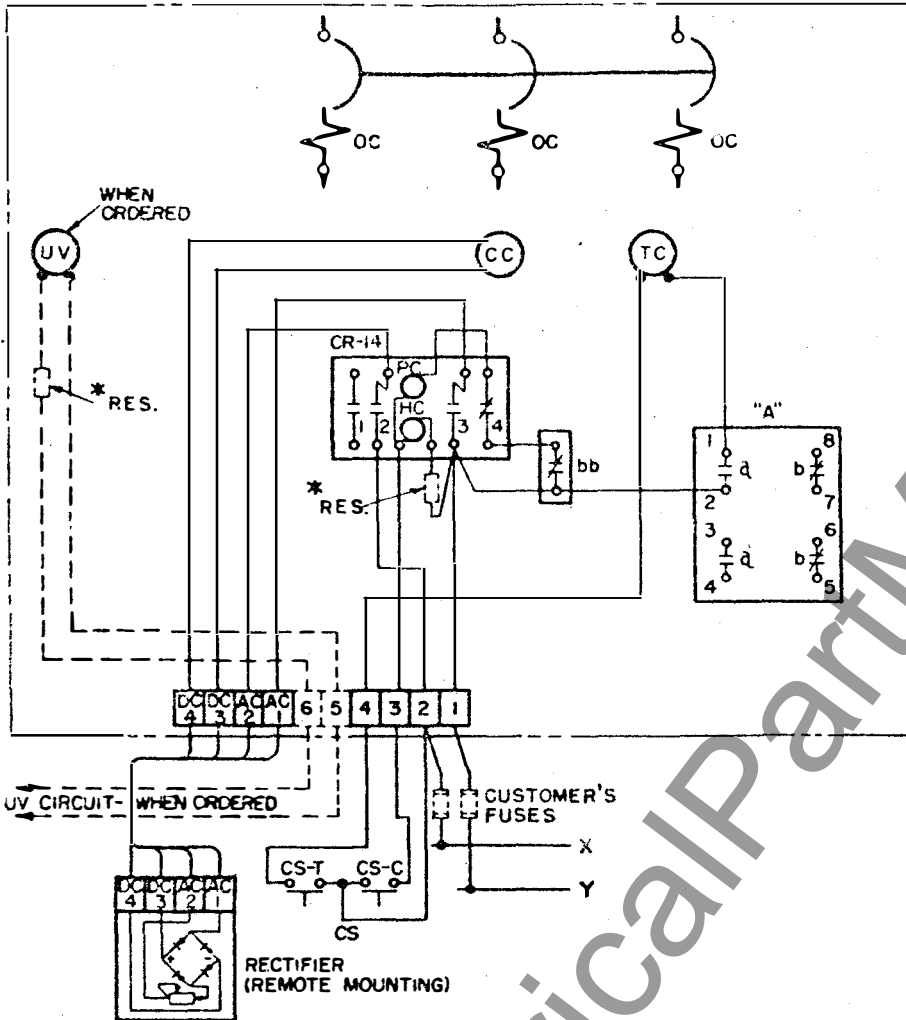 OC
OC
OC
WHEN
ORDERED
UV
CC
TC
CR-14
PC
HC
1
2
3
4
* RES.
* RES.
bb
"A"
1
8
a
b
2
7
3
6
a
b
4
5
DC 4
DC 3
AC 2
AC 1
6
5
4
3
2
1
UV CIRCUIT- WHEN ORDERED
CUSTOMER'S
FUSES
X
Y
CS-T
CS-C
CS
DC 4
DC 3
AC 2
AC 1
RECTIFIER
(REMOTE MOUNTING)
ricalPartM